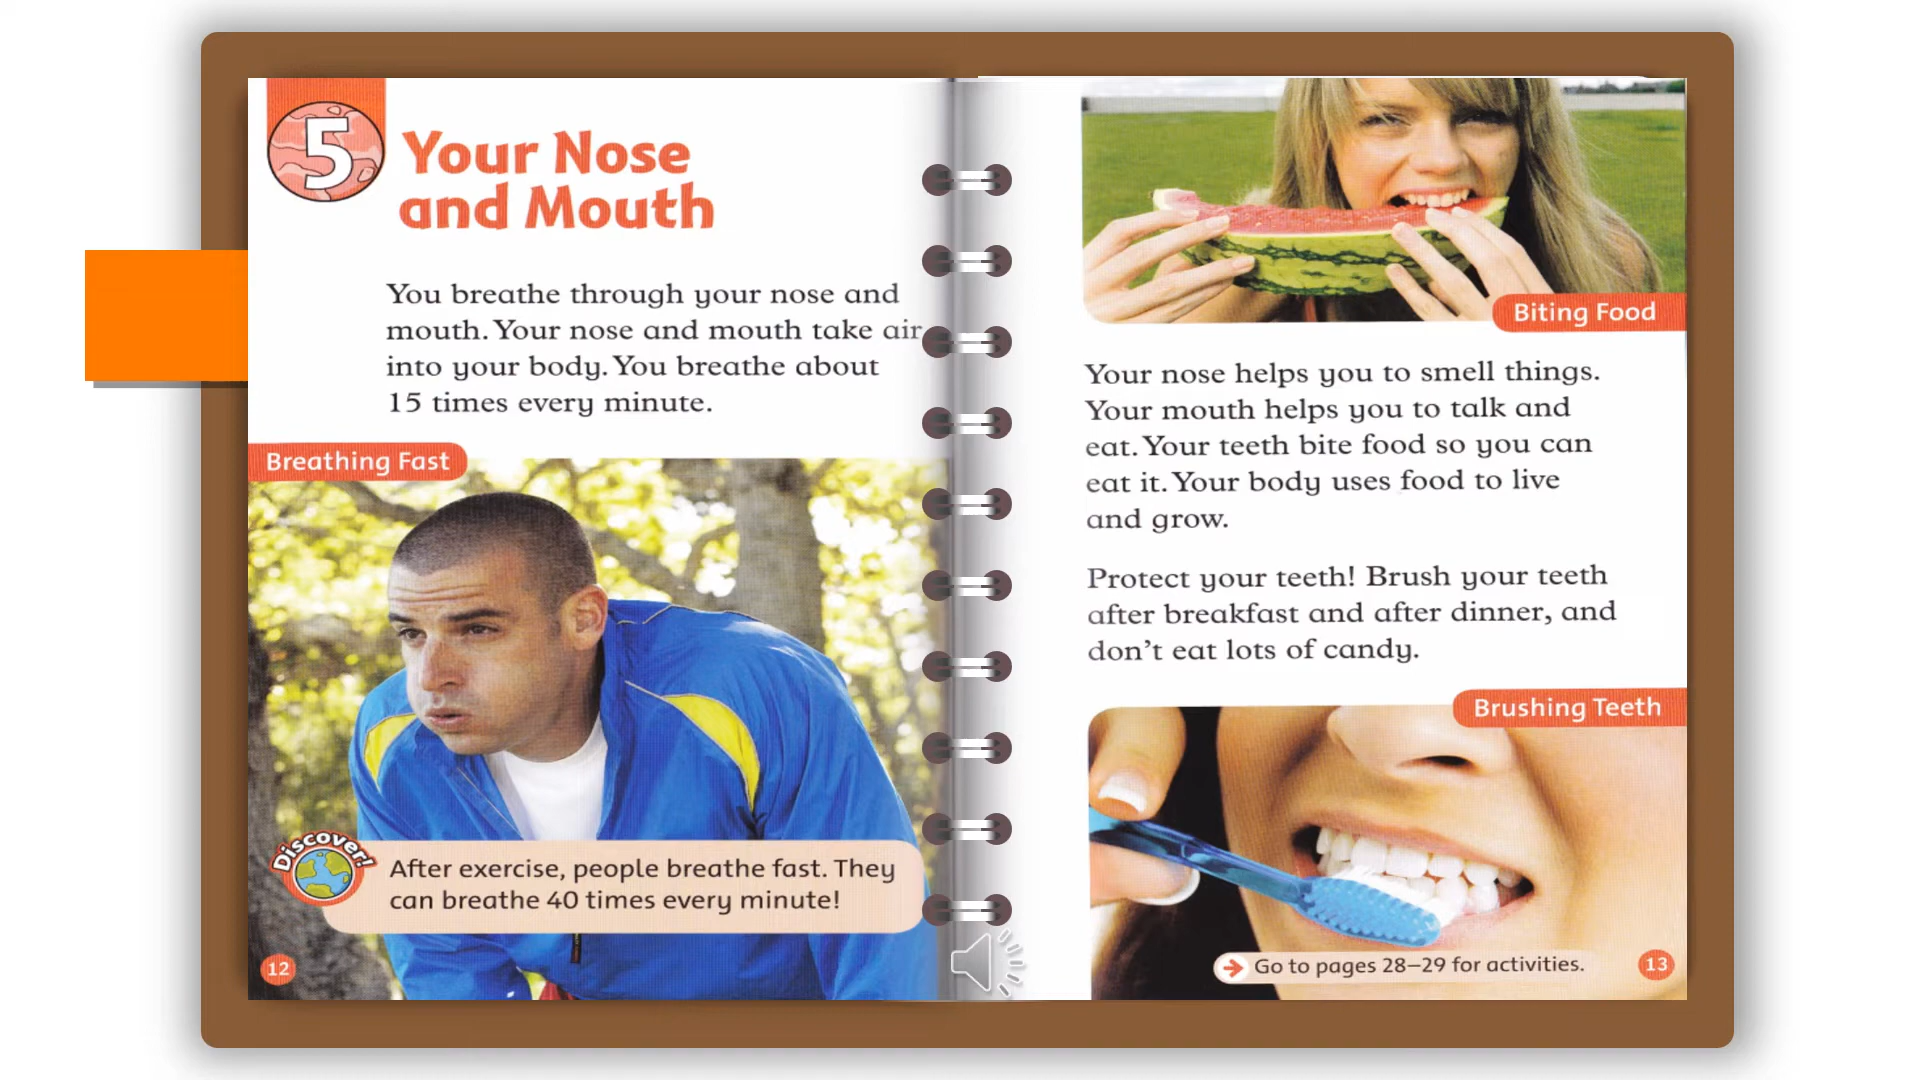 5
Your Nose
and Mouth
You breathe through your nose and
mouth. Your nose and mouth take air
into your body. You breathe about
15 times every minute.
Breathing Fast
Discover!
After exercise, people breathe fast. They
can breathe 40 times every minute!
12
Biting Food
Your nose helps you to smell things.
Your mouth helps you to talk and
eat. Your teeth bite food so you can
eat it. Your body uses food to live
and grow.
Protect your teeth! Brush your teeth
after breakfast and after dinner, and
don't eat lots of candy.
Brushing Teeth
Go to pages 28–29 for activities.
13